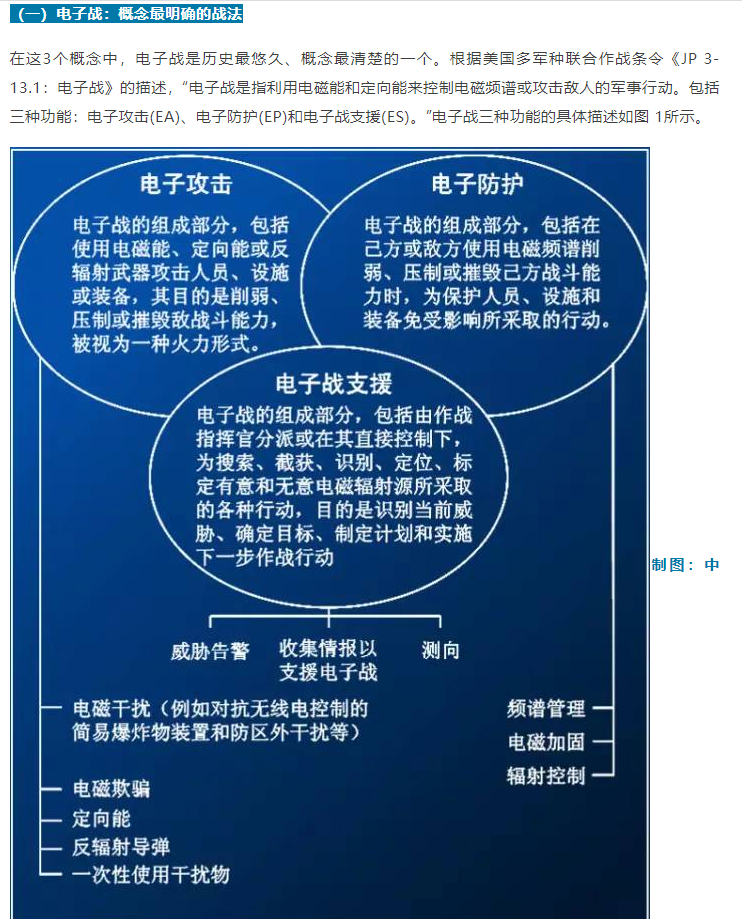 (一) 电子战：概念最明确的战法
在这3个概念中，电子战是历史最悠久、概念最清楚的一个。根据美国多军种联合作战条令《JP 3-
13.1：电子战》的描述，“电子战是指利用电磁能和定向能来控制电磁频谱或攻击敌人的军事行动。包括
三种功能：电子攻击(EA)、电子防护(EP)和电子战支援(ES)。”电子战三种功能的具体描述如图 1所示。
电子攻击
电子战的组成部分，包括
使用电磁能、定向能或反
辐射武器攻击人员、设施
或装备，其目的是削弱、
压制或摧毁敌战斗能力，
被视为一种火力形式。
电子防护
电子战的组成部分，包括在
己方或敌方使用电磁频谱削
弱、压制或摧毁己方战斗能
力时，为保护人员、设施和
装备免受影响所采取的行动。
电子战支援
电子战的组成部分，包括由作战
指挥官分派或在其直接控制下，
为搜索、截获、识别、定位、标
定有意和无意电磁辐射源所采取
的各种行动，目的是识别当前威
胁、确定目标、制定计划和实施
下一步作战行动
制图：中
威胁告警
收集情报以
支援电子战
测向
电磁干扰（例如对抗无线电控制的
简易爆炸物装置和防区外干扰等）
电磁欺骗
定向能
反辐射导弹
一次性使用干扰物
频谱管理
电磁加固
辐射控制